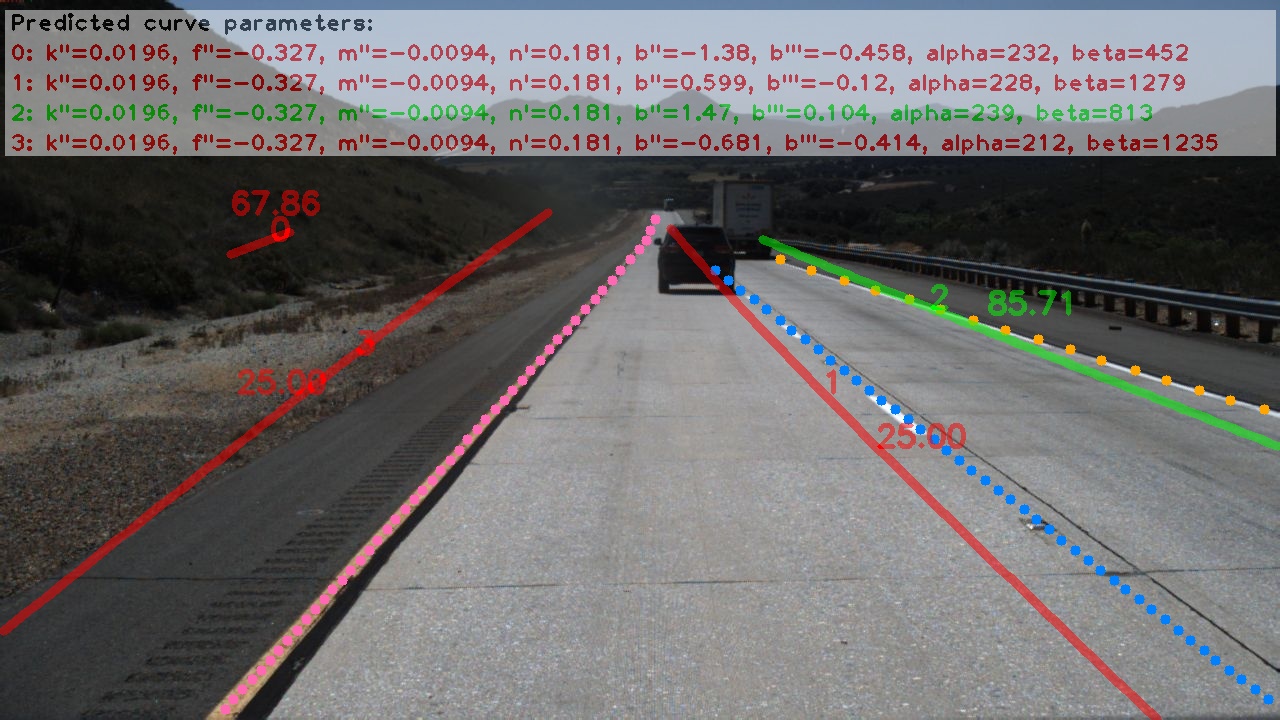 Predicted curve parameters:
0: k''=0.0196, f''=−0.327, m''=−0.0094, n'=0.181, b''=−1.38, b'''=−0.458, alpha=232, beta=452
1: k''=0.0196, f''=−0.327, m''=−0.0094, n'=0.181, b''=0.599, b'''=−0.12, alpha=228, beta=1279
2: k''=0.0196, f''=−0.327, m''=−0.0094, n'=0.181, b''=1.47, b'''=0.104, alpha=239, beta=813
3: k''=0.0196, f''=−0.327, m''=−0.0094, n'=0.181, b''=−0.681, b'''=−0.414, alpha=212, beta=1235
67.86
0
2 85.71
3
25.00
1
25.00